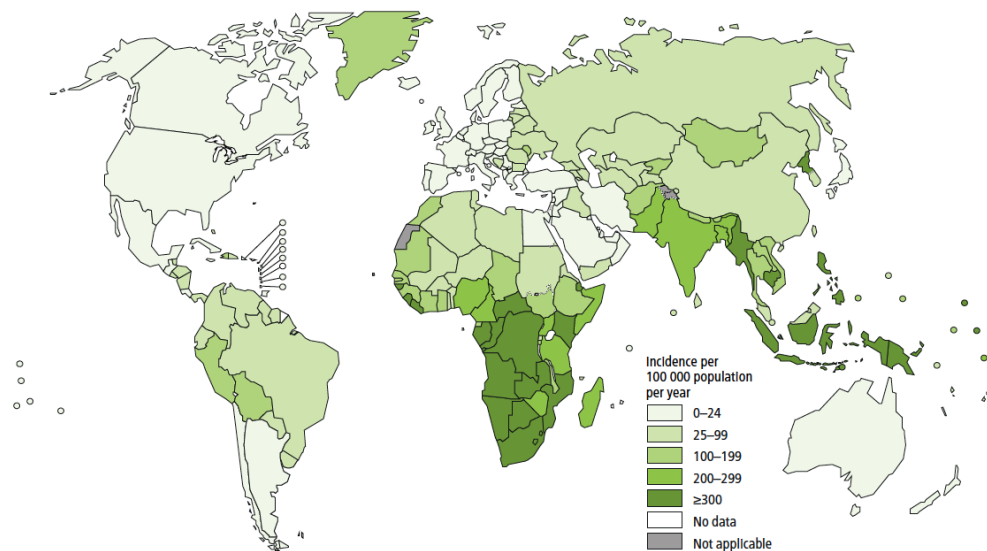 Incidence per
100 000 population
per year
0–24
25–99
100–199
200–299
≥300
No data
Not applicable